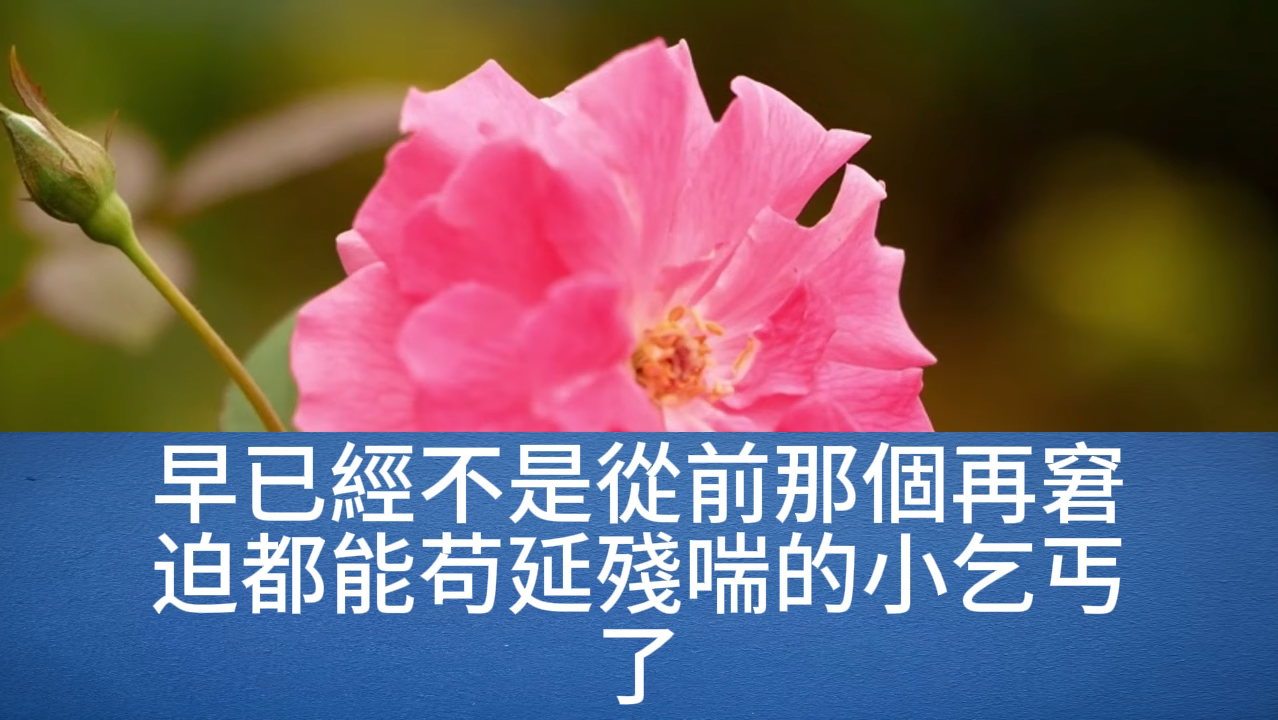 早已經不是從前那個再窘
迫都能苟延殘喘的小乞丐
了